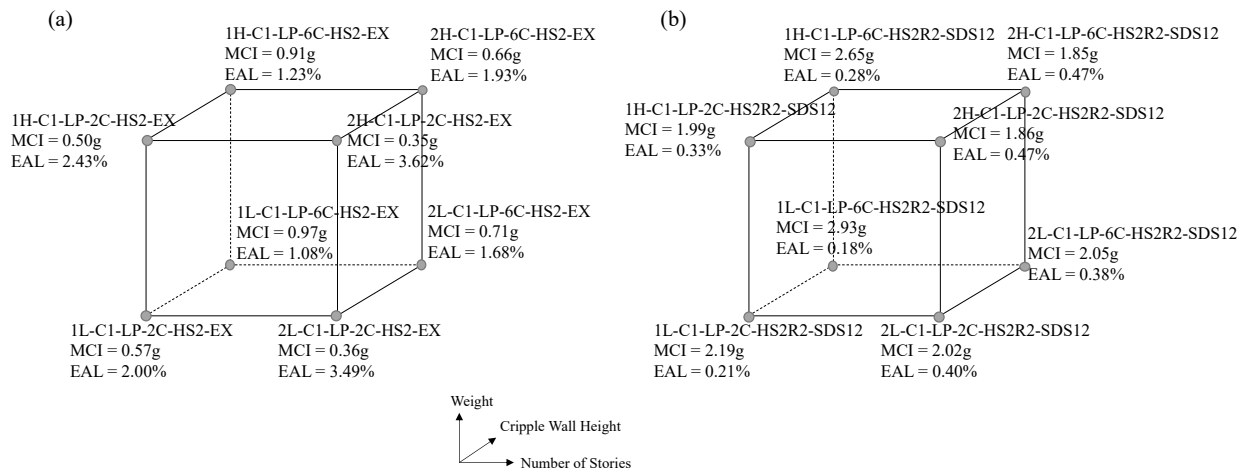 (a)
1H-C1-LP-6C-HS2-EX
MCI = 0.91g
EAL = 1.23%
2H-C1-LP-6C-HS2-EX
MCI = 0.66g
EAL = 1.93%
1H-C1-LP-2C-HS2-EX
MCI = 0.50g
EAL = 2.43%
2H-C1-LP-2C-HS2-EX
MCI = 0.35g
EAL = 3.62%
1L-C1-LP-6C-HS2-EX
MCI = 0.97g
EAL = 1.08%
2L-C1-LP-6C-HS2-EX
MCI = 0.71g
EAL = 1.68%
1L-C1-LP-2C-HS2-EX
MCI = 0.57g
EAL = 2.00%
2L-C1-LP-2C-HS2-EX
MCI = 0.36g
EAL = 3.49%
(b)
1H-C1-LP-6C-HS2R2-SDS12
MCI = 2.65g
EAL = 0.28%
2H-C1-LP-6C-HS2R2-SDS12
MCI = 1.85g
EAL = 0.47%
1H-C1-LP-2C-HS2R2-SDS12
MCI = 1.99g
EAL = 0.33%
2H-C1-LP-2C-HS2R2-SDS12
MCI = 1.86g
EAL = 0.47%
1L-C1-LP-6C-HS2R2-SDS12
MCI = 2.93g
EAL = 0.18%
2L-C1-LP-6C-HS2R2-SDS12
MCI = 2.05g
EAL = 0.38%
1L-C1-LP-2C-HS2R2-SDS12
MCI = 2.19g
EAL = 0.21%
2L-C1-LP-2C-HS2R2-SDS12
MCI = 2.02g
EAL = 0.40%
Weight
Cripple Wall Height
Number of Stories